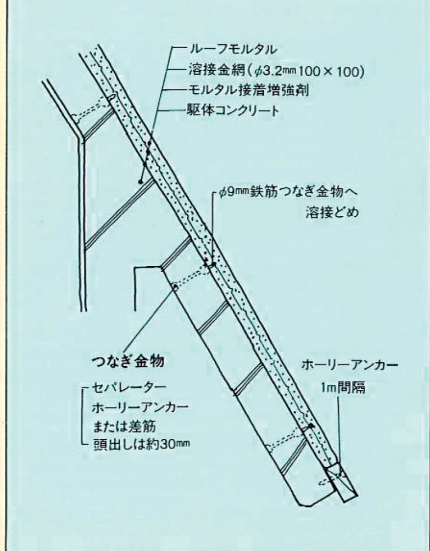 ルーフモルタル
溶接金網(φ3.2mm100×100)
モルタル接着増強剤
駆体コンクリート
φ9mm鉄筋つなぎ金物へ
溶接どめ
つなぎ金物
セパレーター
ホーリーアンカー
または差筋
頭出しは約30mm
ホーリーアンカー
1m間隔